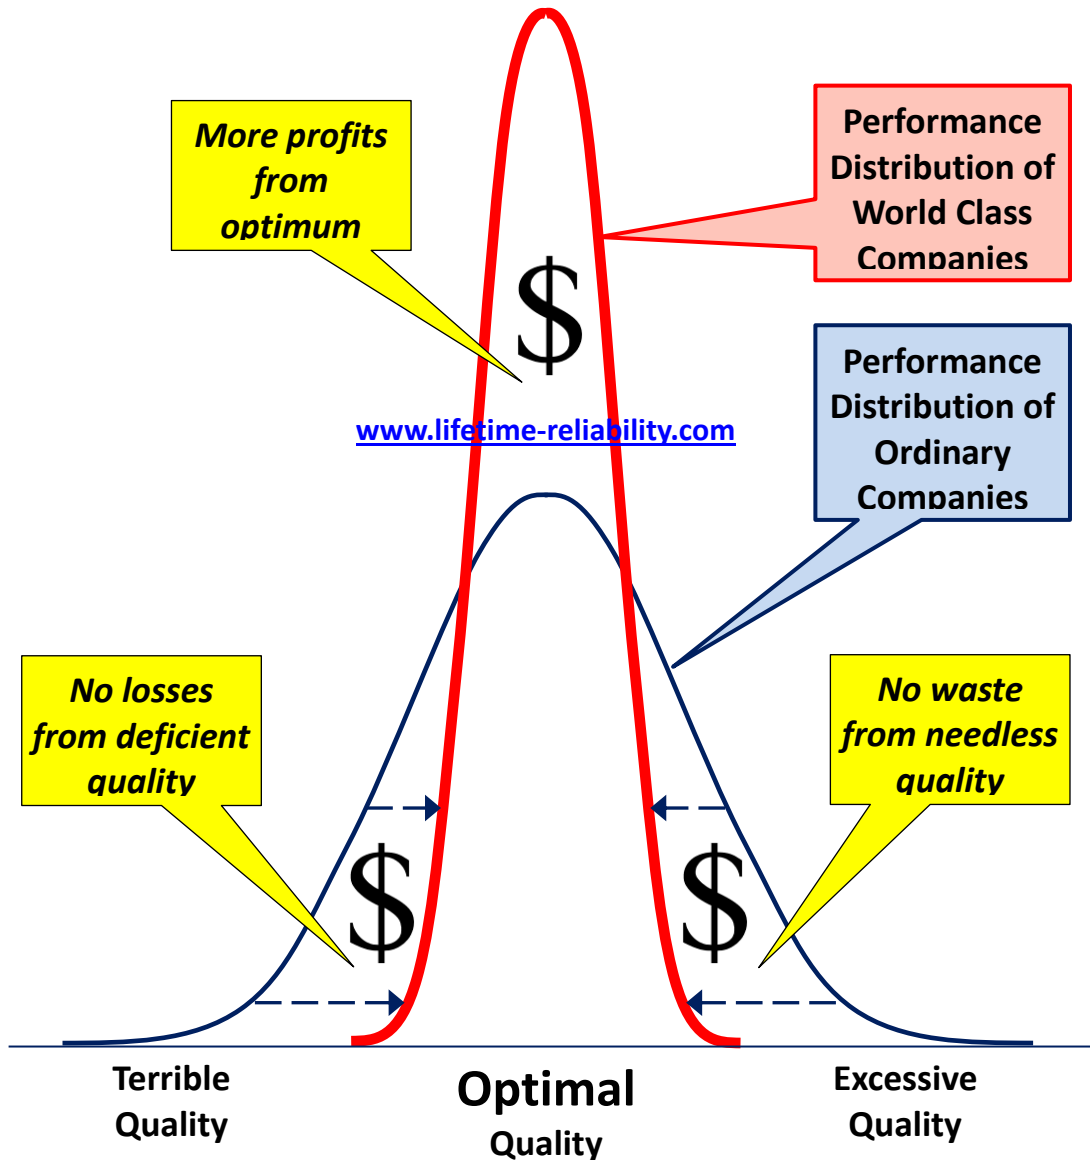 More profits
from
optimum
Performance
Distribution of
World Class
Companies
$
www.lifetime-reliability.com
Performance
Distribution of
Ordinary
Companies
No losses
from deficient
quality
No waste
from needless
quality
$
$
Terrible
Quality
Optimal
Quality
Excessive
Quality